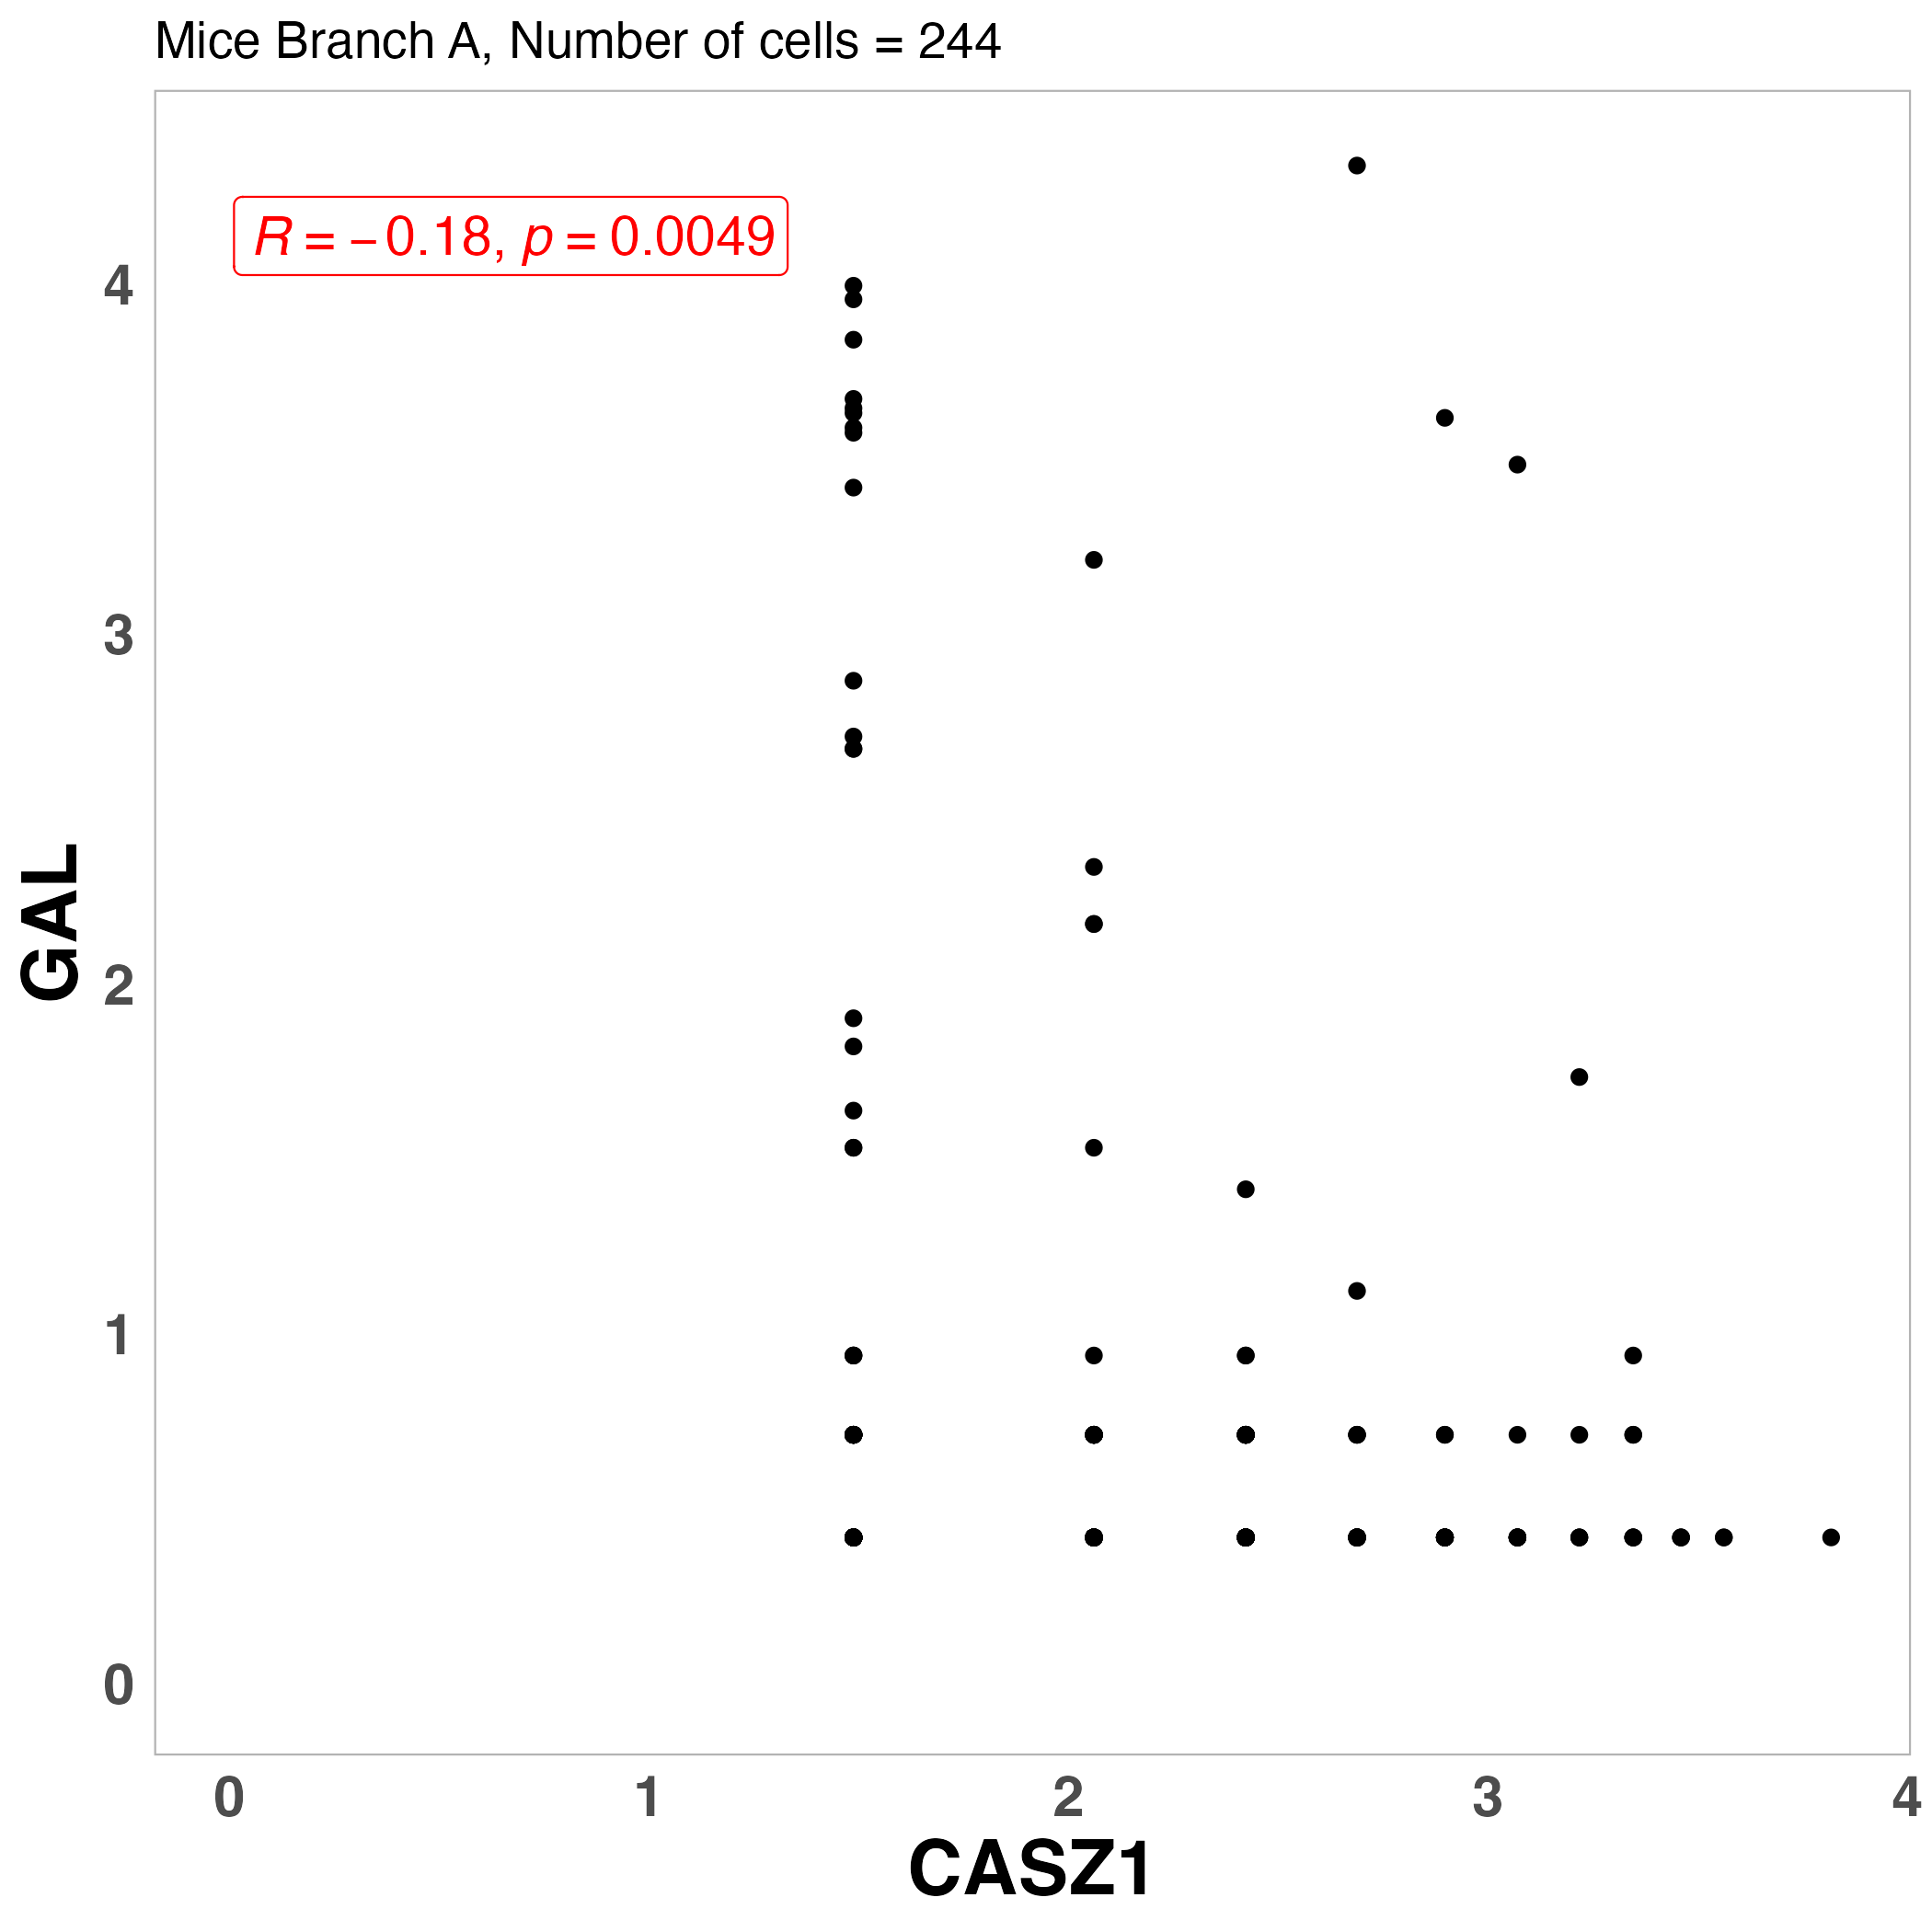 Mice Branch A, Number of cells = 244
R = −0.18, p = 0.0049
4
3
2
1
0
GAL
0 1 2 3 4
CASZ1